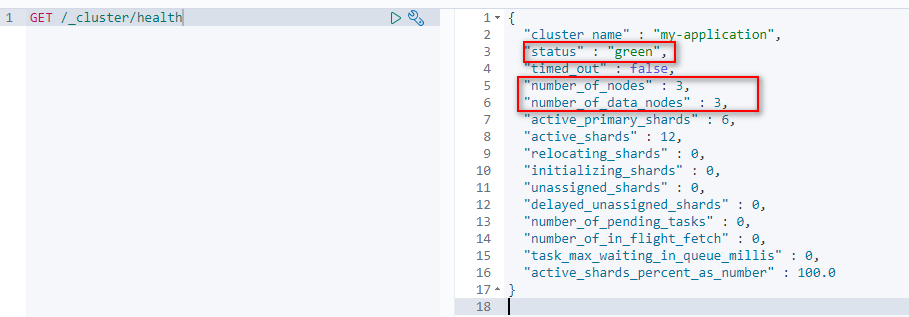 1 GET /_cluster/health
1 {
2 "cluster_name" : "my-application",
3 "status" : "green",
4 "timed_out" : false,
5 "number_of_nodes" : 3,
6 "number_of_data_nodes" : 3,
7 "active_primary_shards" : 6,
8 "active_shards" : 12,
9 "relocating_shards" : 0,
10 "initializing_shards" : 0,
11 "unassigned_shards" : 0,
12 "delayed_unassigned_shards" : 0,
13 "number_of_pending_tasks" : 0,
14 "number_of_in_flight_fetch" : 0,
15 "task_max_waiting_in_queue_millis" : 0,
16 "active_shards_percent_as_number" : 100.0
17 }
18